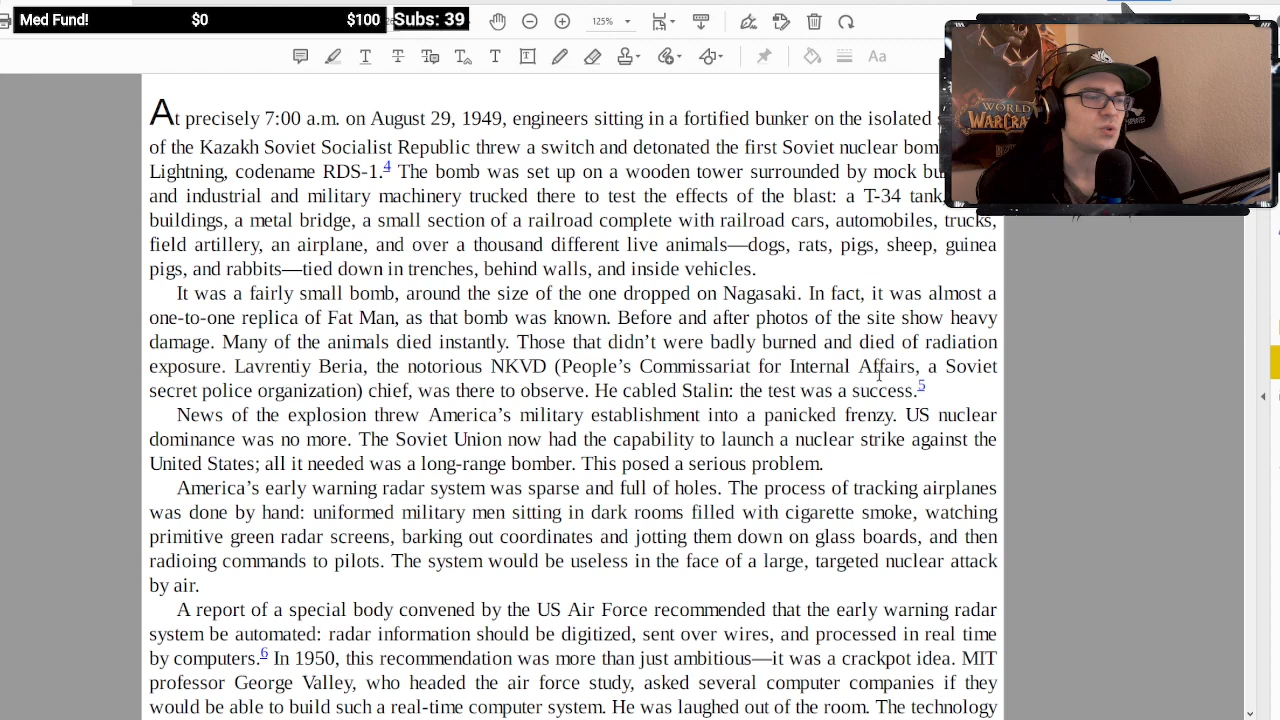 Med Fund! $0 $100 Subs: 39
125%
At precisely 7:00 a.m. on August 29, 1949, engineers sitting in a fortified bunker on the isolated
of the Kazakh Soviet Socialist Republic threw a switch and detonated the first Soviet nuclear
Lightning, codename RDS-1.4 The bomb was set up on a wooden tower surrounded by mock
and industrial and military machinery trucked there to test the effects of the blast: a T-34 tank,
buildings, a metal bridge, a small section of a railroad complete with railroad cars, automobiles, trucks,
field artillery, an airplane, and over a thousand different live animals—dogs, rats, pigs, sheep, guinea
pigs, and rabbits—tied down in trenches, behind walls, and inside vehicles.
It was a fairly small bomb, around the size of the one dropped on Nagasaki. In fact, it was almost a
one-to-one replica of Fat Man, as that bomb was known. Before and after photos of the site show heavy
damage. Many of the animals died instantly. Those that didn't were badly burned and died of radiation
exposure. Lavrentiy Beria, the notorious NKVD (People's Commissariat for Internal Affairs, a Soviet
secret police organization) chief, was there to observe. He cabled Stalin: the test was a success.5
News of the explosion threw America's military establishment into a panicked frenzy. US nuclear
dominance was no more. The Soviet Union now had the capability to launch a nuclear strike against the
United States; all it needed was a long-range bomber. This posed a serious problem.
America's early warning radar system was sparse and full of holes. The process of tracking airplanes
was done by hand: uniformed military men sitting in dark rooms filled with cigarette smoke, watching
primitive green radar screens, barking out coordinates and jotting them down on glass boards, and then
radioing commands to pilots. The system would be useless in the face of a large, targeted nuclear attack
by air.
A report of a special body convened by the US Air Force recommended that the early warning radar
system be automated: radar information should be digitized, sent over wires, and processed in real time
by computers.6 In 1950, this recommendation was more than just ambitious—it was a crackpot idea. MIT
professor George Valley, who headed the air force study, asked several computer companies if they
would be able to build such a real-time computer system. He was laughed out of the room. The technology
WORLD
WARCRAFT